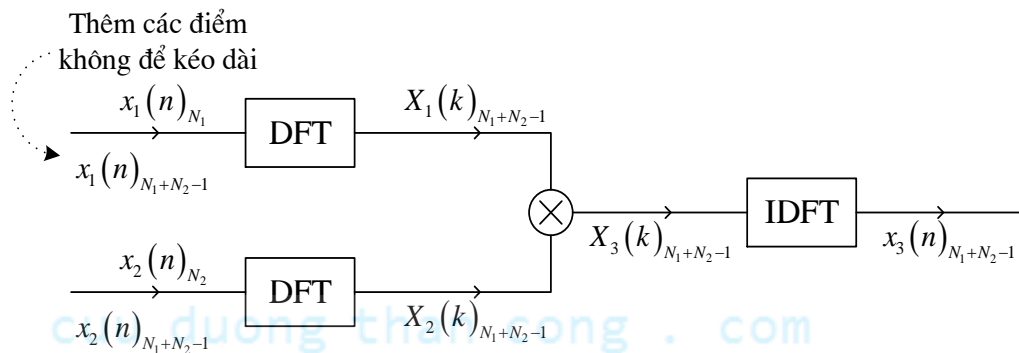 Thêm các điểm
không để kéo dài
x₁(n)_{N₁}
DFT
X₁(k)_{N₁+N₂−1}
x₁(n)_{N₁+N₂−1}
IDFT
X₃(k)_{N₁+N₂−1}
x₃(n)_{N₁+N₂−1}
x₂(n)_{N₂}
DFT
X₂(k)_{N₁+N₂−1}
x₂(n)_{N₁+N₂−1}
cuu duong than cong . com